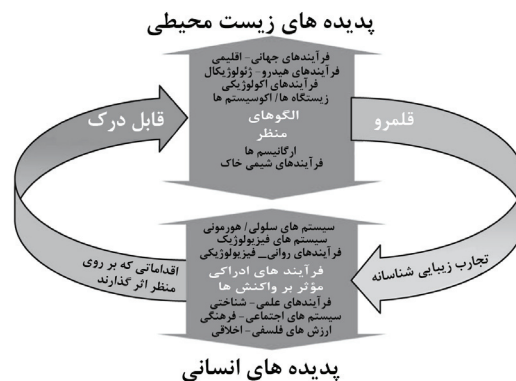 پدیده های زیست محیطی
فرآیندهای جهانی- اقلیمی
فرآیندهای هیدرو- ژئولوژیکال
فرآیندهای اکولوژیکی
زیستگاه ها/ اکوسیستم ها
الگوهای
منظر
ارگانیسم ها
فرآیندهای شیمی خاک
قلمرو
قابل درک
سیستم های سلولی/ هورمونی
سیستم های فیزیولوژیک
فرآیندهای روانی_ فیزیولوژیکی
فرآیند های ادراکی
مؤثر بر واکنش ها
فرآیندهای علمی- شناختی
سیستم های اجتماعی- فرهنگی
ارزش های فلسفی- اخلاقی
تجارب زیبایی شناسانه
اقداماتی که بر روی
منظر اثر گذارند
پدیده های انسانی